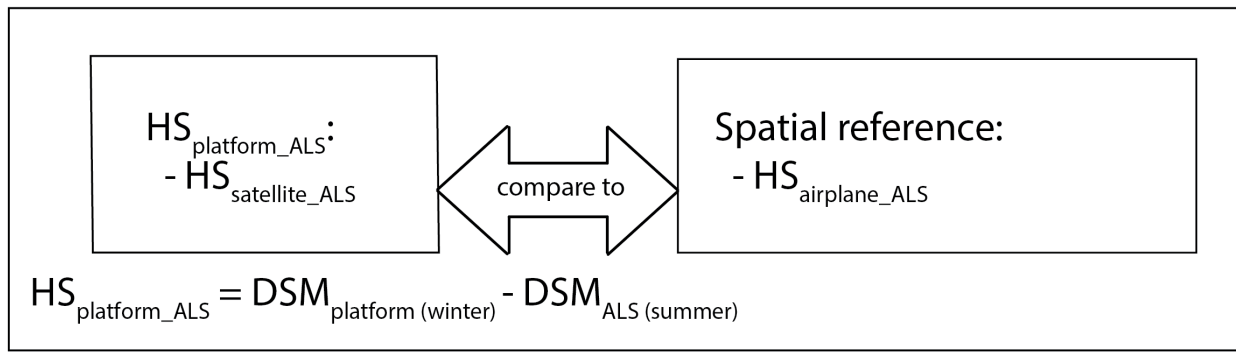 HSplatform_ALS:
- HSsatellite_ALS
compare to
Spatial reference:
- HSairplane_ALS
HSplatform_ALS = DSMplatform (winter) - DSMALS (summer)